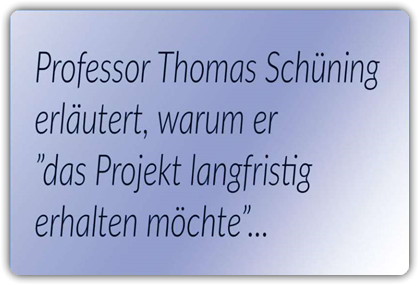 Professor Thomas Schüning
erläutert, warum er
”das Projekt langfristig
erhalten möchte”...